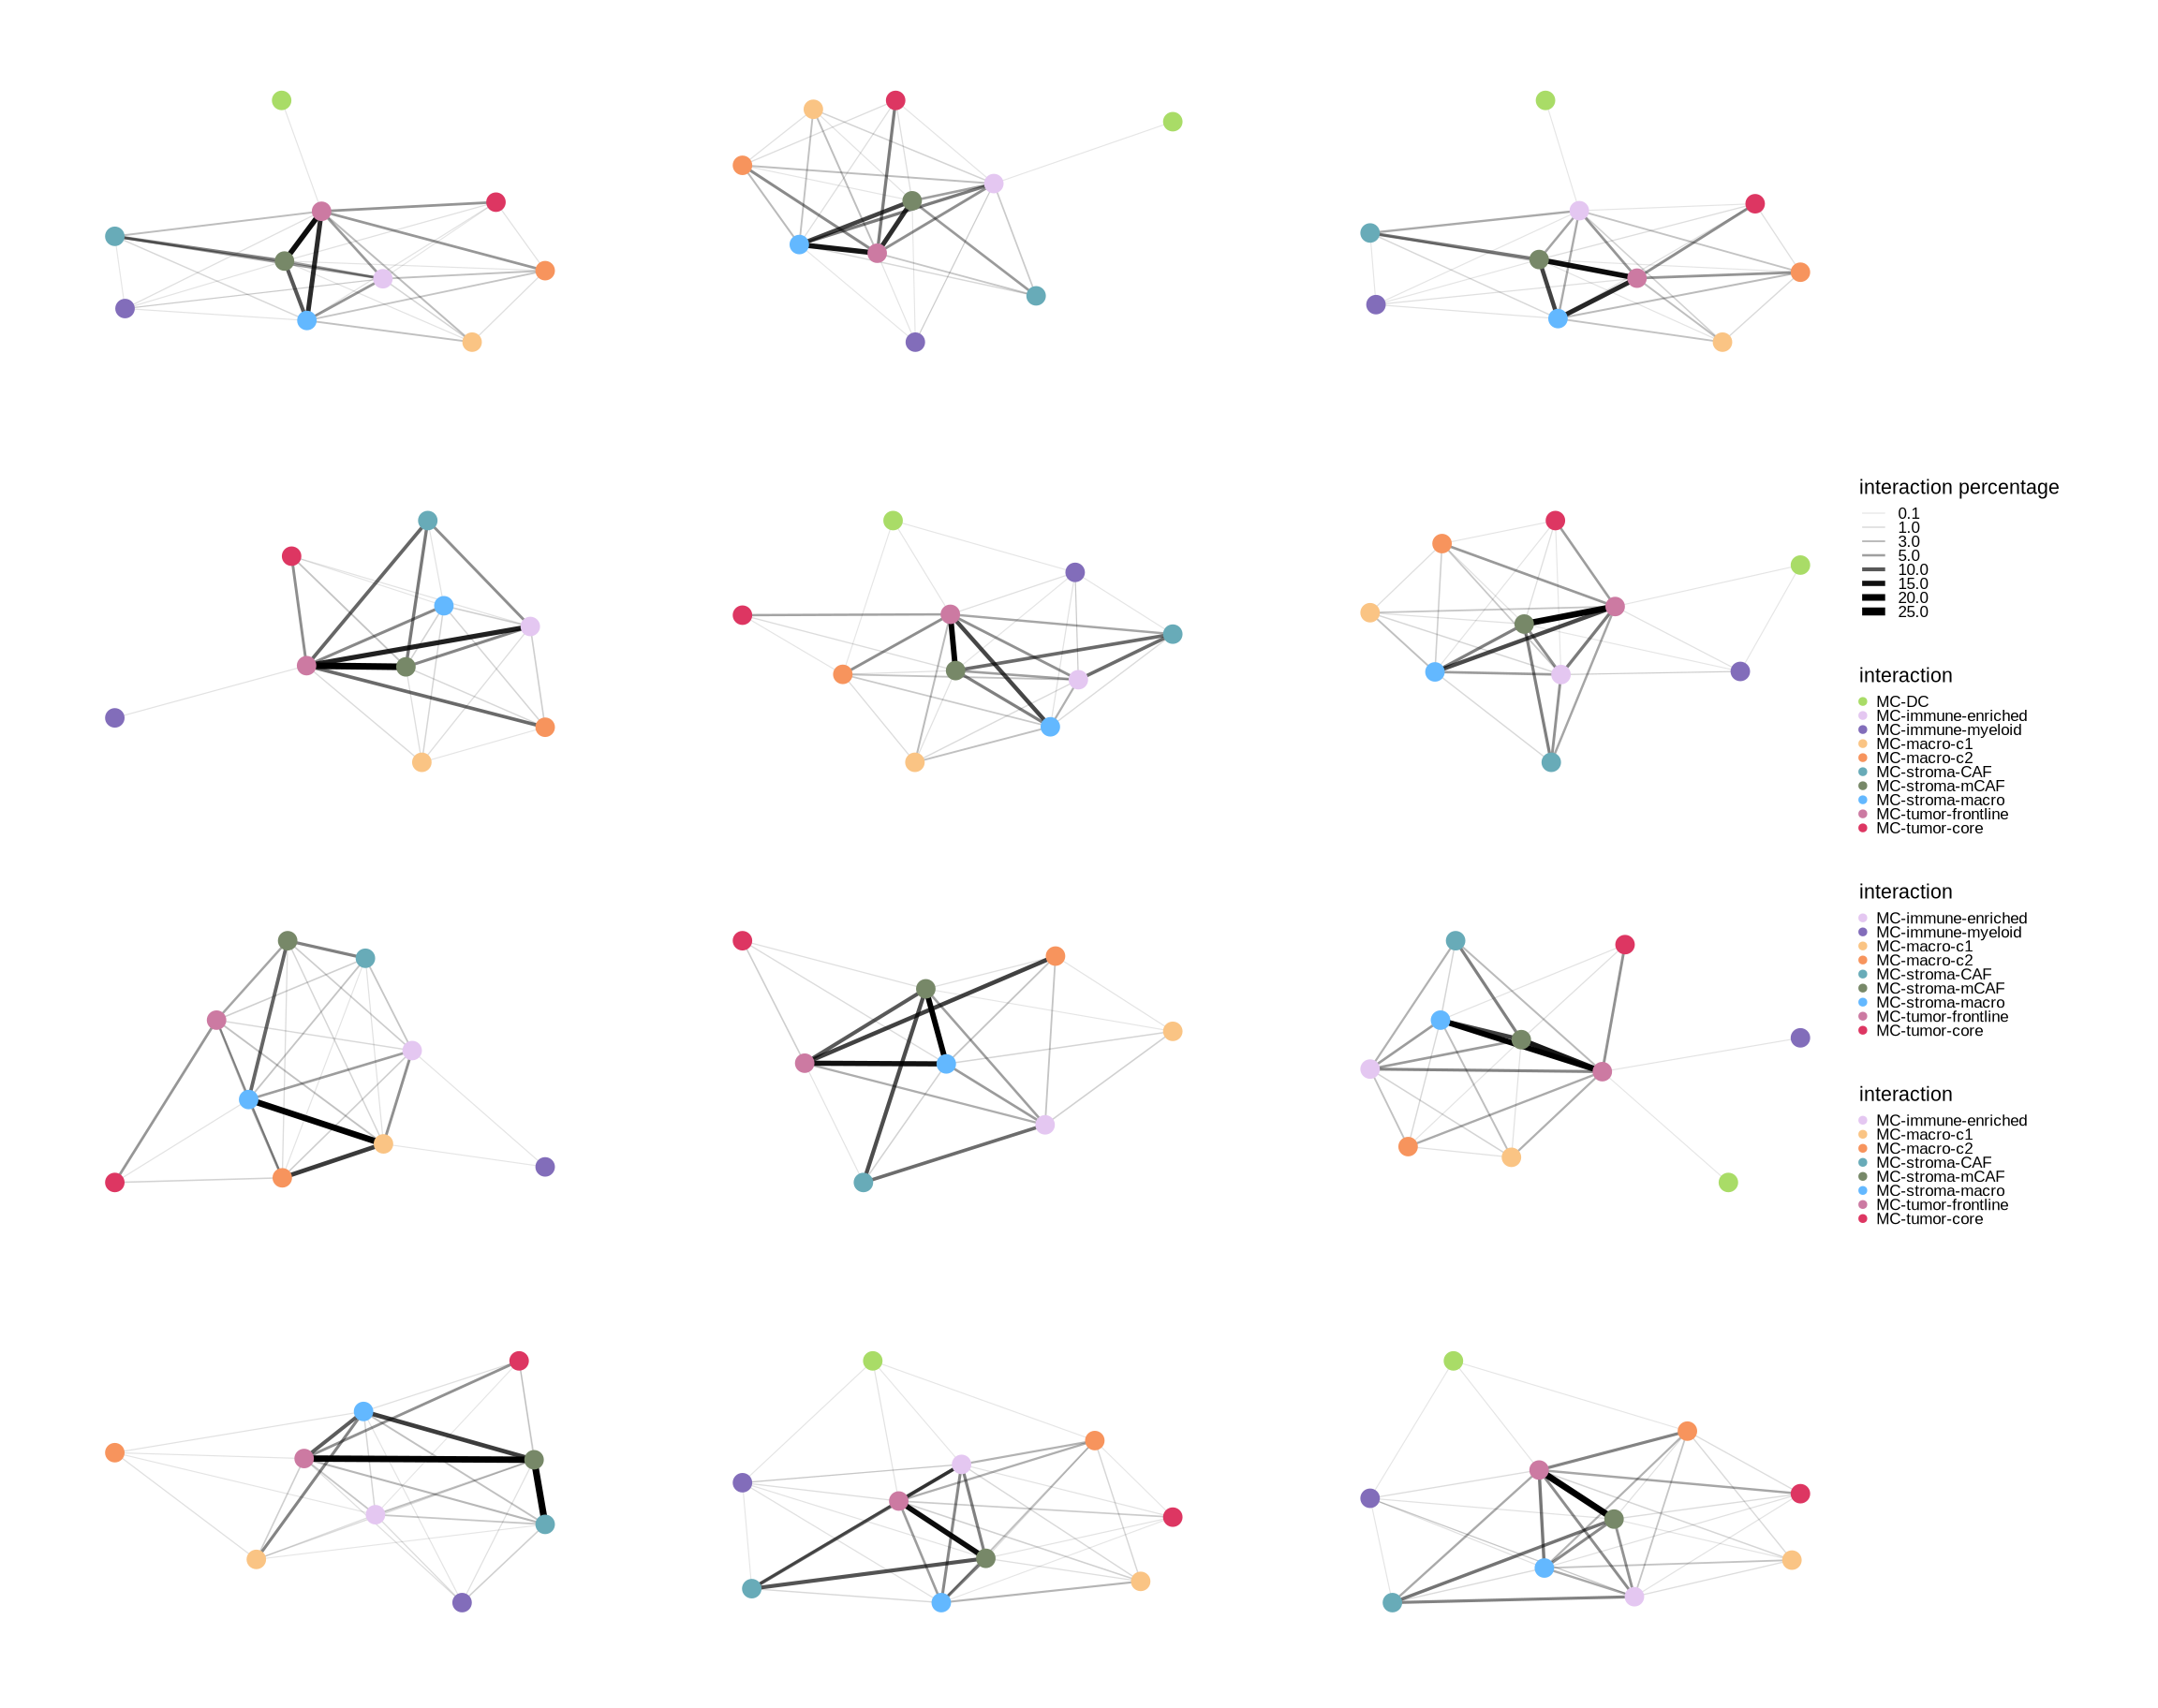 interaction percentage
0.1
1.0
3.0
5.0
10.0
15.0
20.0
25.0
interaction
MC-DC
MC-immune-enriched
MC-immune-myeloid
MC-macro-c1
MC-macro-c2
MC-stroma-CAF
MC-stroma-mCAF
MC-stroma-macro
MC-tumor-frontline
MC-tumor-core
interaction
MC-immune-enriched
MC-immune-myeloid
MC-macro-c1
MC-macro-c2
MC-stroma-CAF
MC-stroma-mCAF
MC-stroma-macro
MC-tumor-frontline
MC-tumor-core
interaction
MC-immune-enriched
MC-macro-c1
MC-macro-c2
MC-stroma-CAF
MC-stroma-mCAF
MC-stroma-macro
MC-tumor-frontline
MC-tumor-core